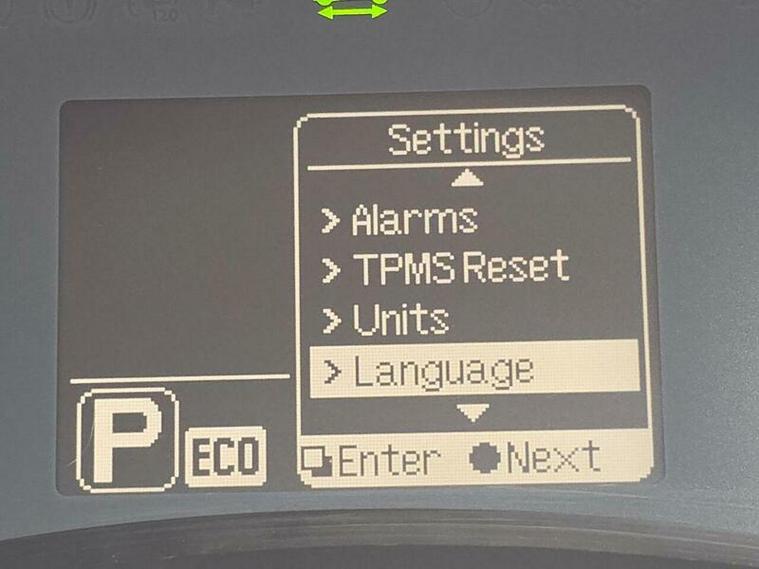 Settings
> Alarms
> TPMS Reset
> Units
> Language
P ECO
Enter Next